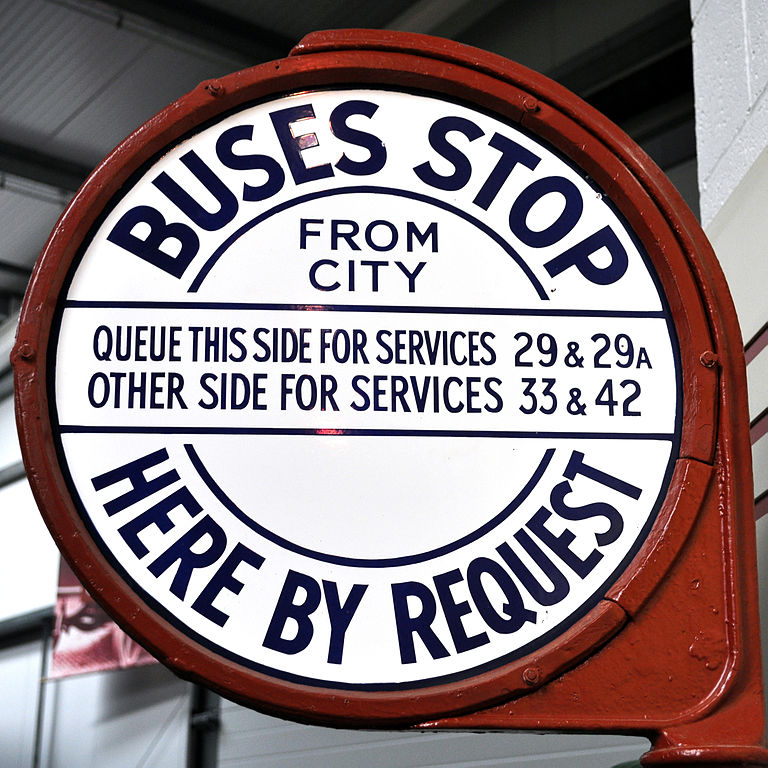 BUSES STOP
FROM
CITY
QUEUE THIS SIDE FOR SERVICES 29 & 29A
OTHER SIDE FOR SERVICES 33 & 42
HERE BY REQUEST